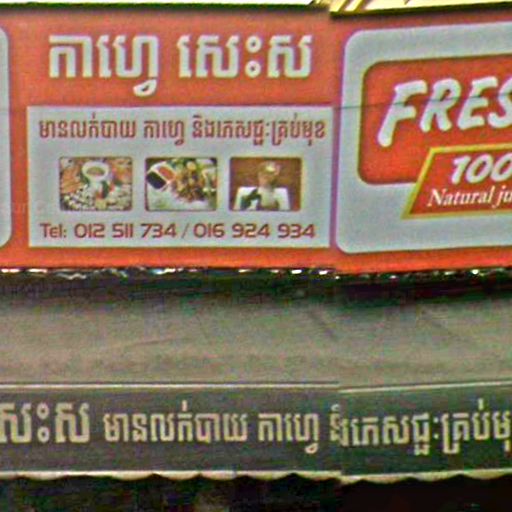 កាហ្វេ សេះស
មានលក់បាយ កាហ្វេ និងភេសជ្ជៈគ្រប់មុខ
Tel: 012 511 734 / 016 924 934
FRES
100
Natural ju
សេះស មានលក់បាយ កាហ្វេ និ
ភេសជ្ជៈគ្រប់មុ